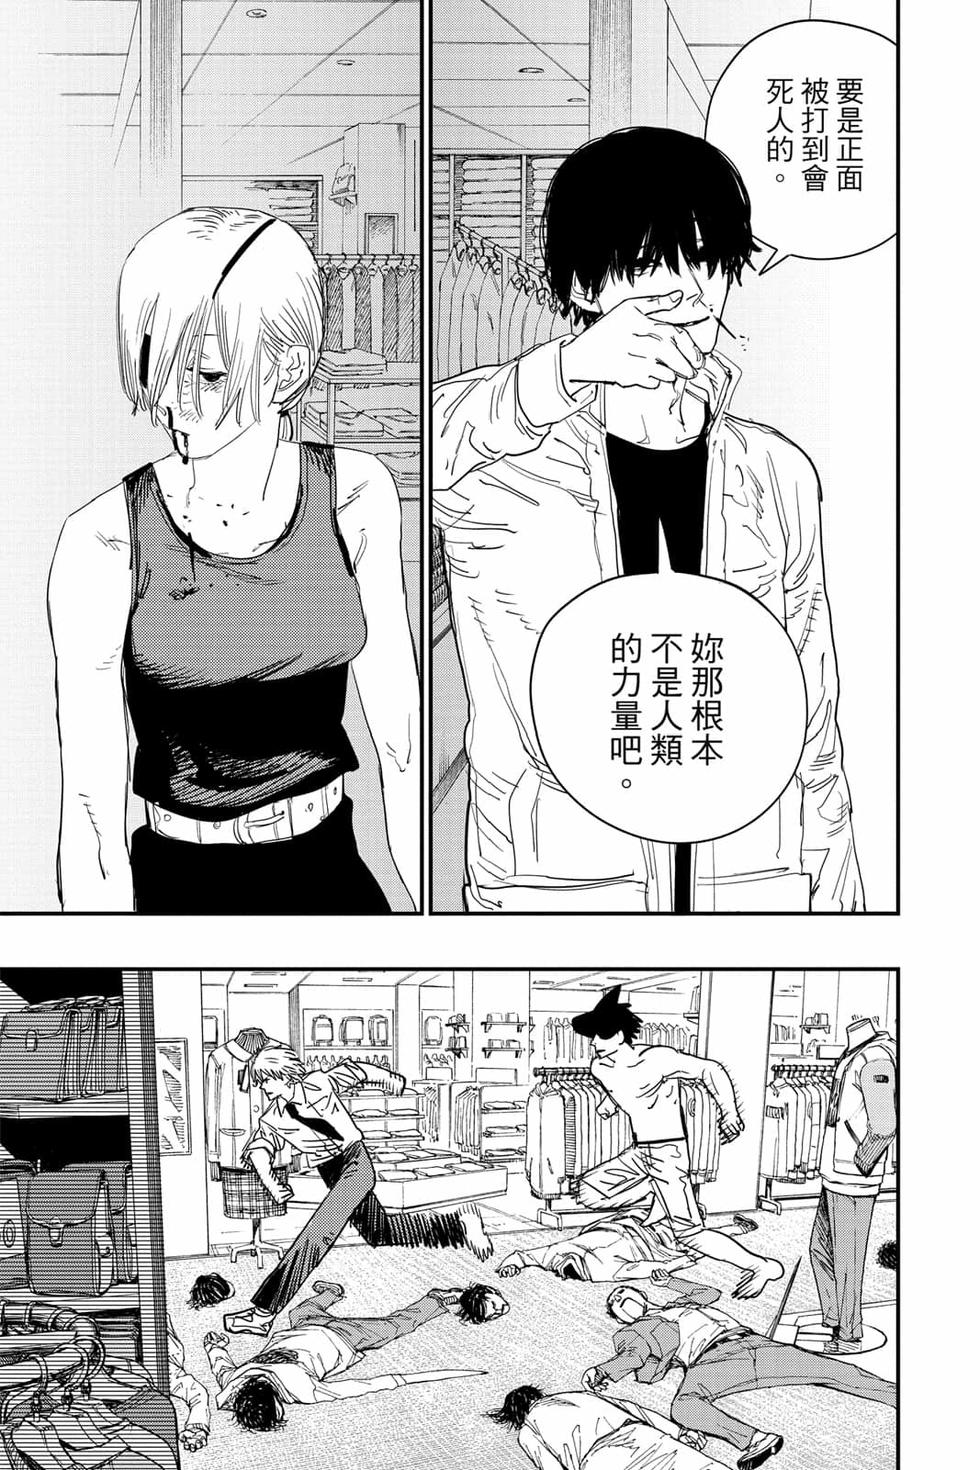 要是正面
被打到會
死人的。
妳那根本
不是人類
的力量吧。